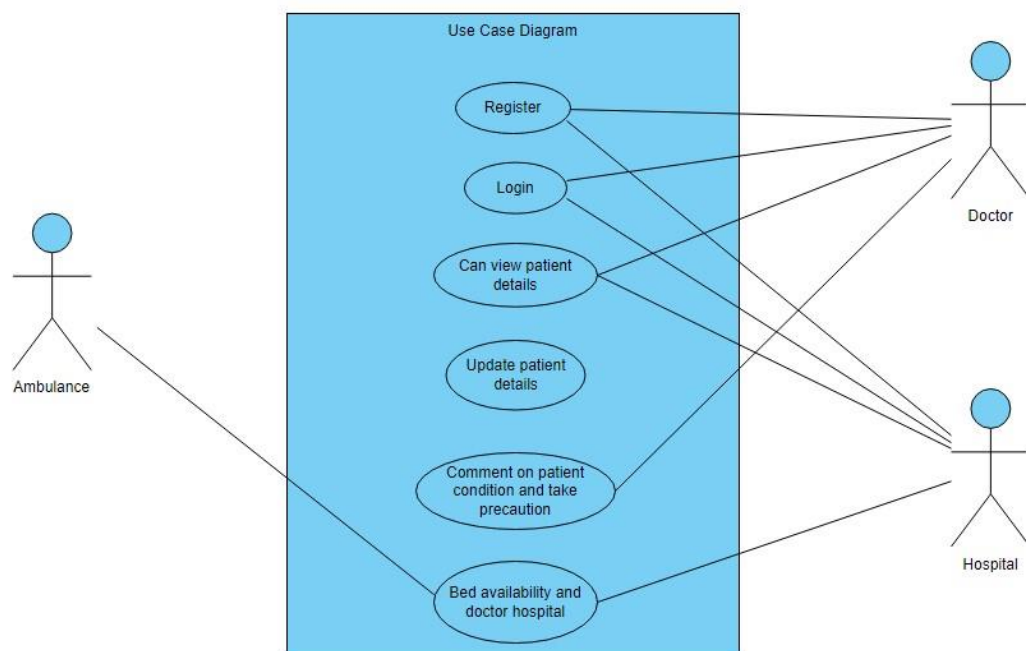 Use Case Diagram
Register
Login
Can view patient
details
Update patient
details
Comment on patient
condition and take
precaution
Bed availability and
doctor hospital
Ambulance
Doctor
Hospital